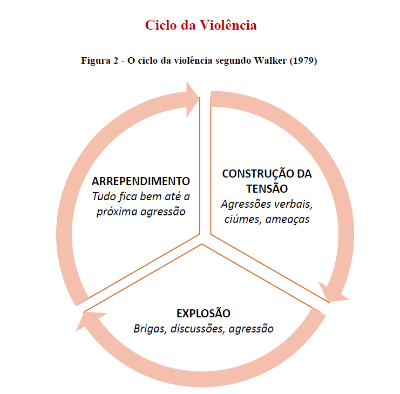 Ciclo da Violência
Figura 2 - O ciclo da violência segundo Walker (1979)
ARREPENDIMENTO
Tudo fica bem até a
próxima agressão
CONSTRUÇÃO DA
TENSÃO
Agressões verbais,
ciúmes, ameaças
EXPLOSÃO
Brigas, discussões, agressão